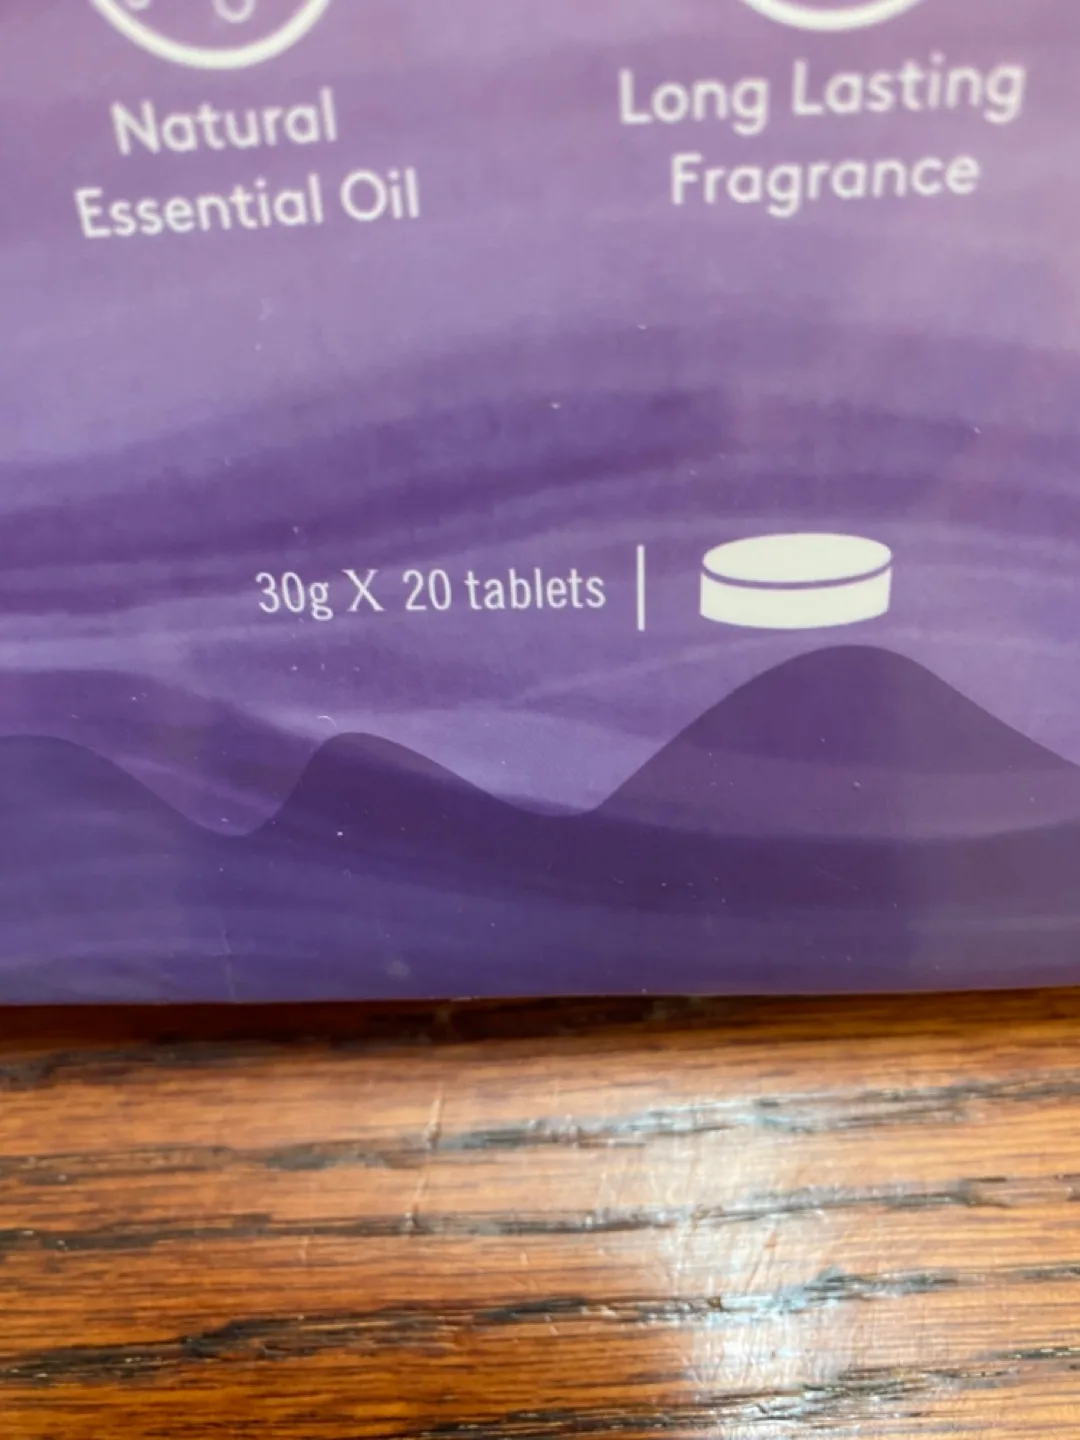 Natural
Essential Oil
Long Lasting
Fragrance
30g X 20 tablets